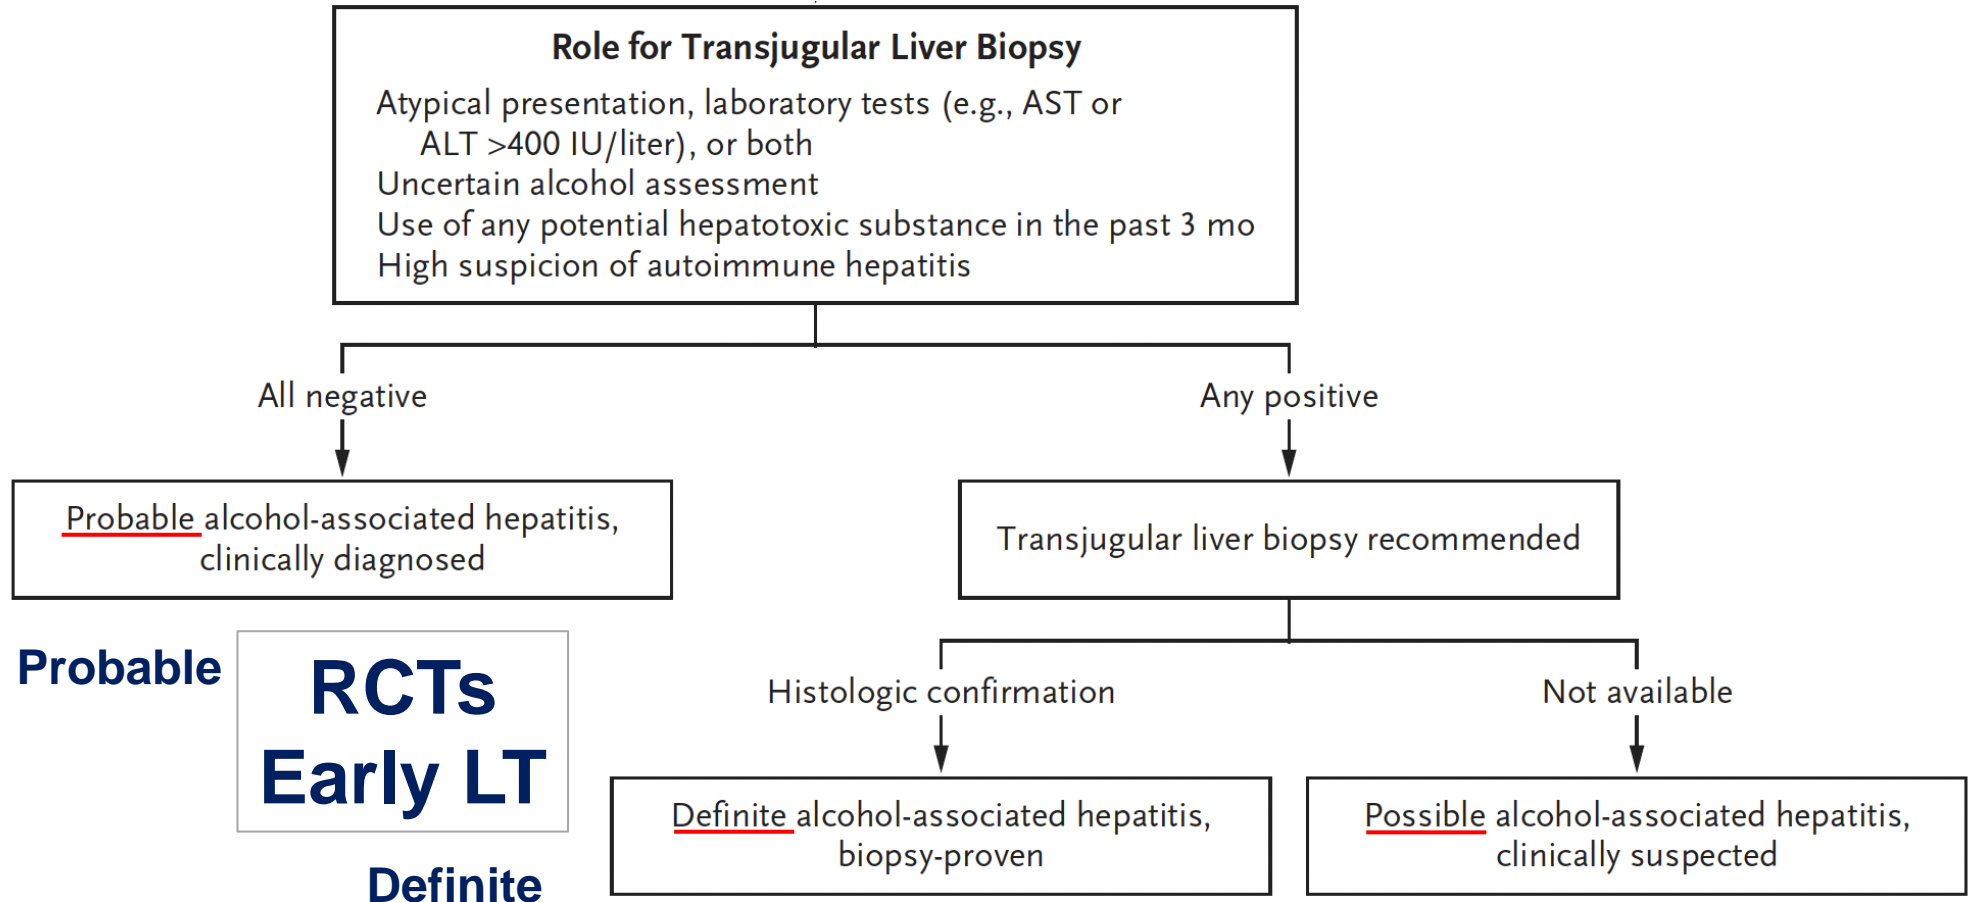 Role for Transjugular Liver Biopsy
Atypical presentation, laboratory tests (e.g., AST or
ALT >400 IU/liter), or both
Uncertain alcohol assessment
Use of any potential hepatotoxic substance in the past 3 mo
High suspicion of autoimmune hepatitis
All negative
Any positive
Probable alcohol-associated hepatitis,
clinically diagnosed
Transjugular liver biopsy recommended
Probable
RCTs
Early LT
Definite
Histologic confirmation
Not available
Definite alcohol-associated hepatitis,
biopsy-proven
Possible alcohol-associated hepatitis,
clinically suspected